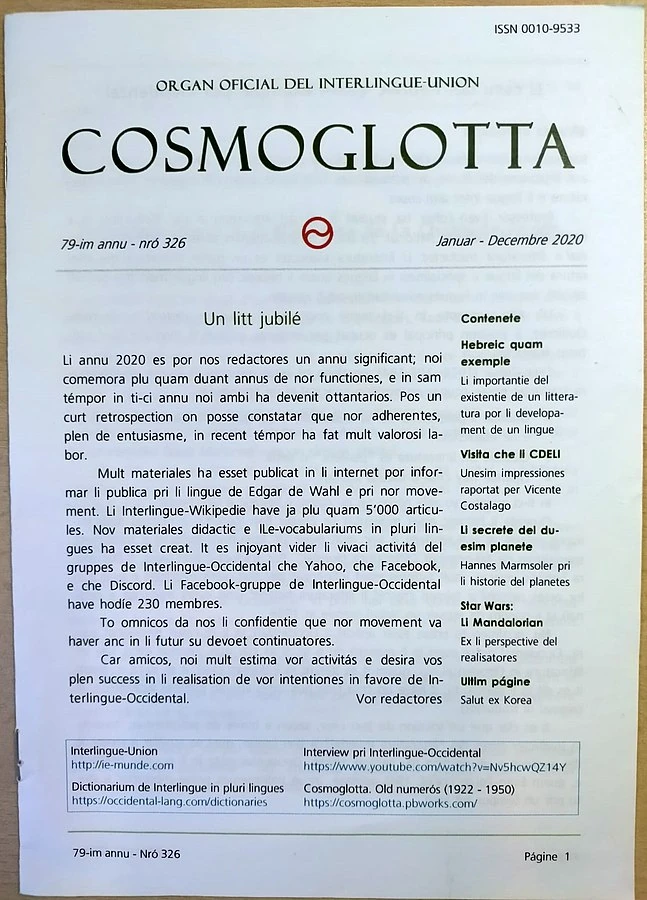 ISSN 0010-9533
ORGAN OFICIAL DEL INTERLINGUE-UNION
COSMOGLOTTA
79-im annu - nró 326
Januar - Decembre 2020
Un litt jubilé
Li annu 2020 es por nos redactores un annu significant; noi
comemora plu quam duant annus de nor functiones, e in sam
témpor in ti-ci annu noi ambi ha devenit ottantarios. Pos un
curt retrospection on posse constatar que nor adherentes,
plen de entusiasme, in recent témpor ha fat mult valorosi la-
bor.
Mult materiales ha esset publicat in li internet por infor-
mar li publica pri li lingue de Edgar de Wahl e pri nor move-
ment. Li Interlingue-Wikipedie have ja plu quam 5'000 articu-
les. Nov materiales didactic e ILe-vocabulariums in pluri lin-
gues ha esset creat. It es injoyant vider li vivaci activitá del
gruppes de Interlingue-Occidental che Yahoo, che Facebook,
e che Discord. Li Facebook-gruppe de Interlingue-Occidental
have hodíe 230 membres.
To omnicos da nos li confidentie que nor movement va
haver anc in li futur su devoet continuatores.
Car amicos, noi mult estima vor activitás e desira vos
plen success in li realisation de vor intentiones in favore de In-
terlingue-Occidental.
Vor redactores
Contenete
Hebreic quam
exemple
Li importantie del
existentie de un littera-
tura por li developa-
ment de un lingue
Visita che li CDELI
Unesim impressiones
raportat per Vicente
Costalago
Li secrete del du-
esim planete
Hannes Marmsoler pri
li historie del planetes
Star Wars:
Li Mandalorian
Ex li perspective del
realisatores
Ultim págine
Salut ex Korea
Interlingue-Union
http://ie-munde.com
Interview pri Interlingue-Occidental
https://www.youtube.com/watch?v=Nv5hcwQZ14Y
Dictionarium de Interlingue in pluri lingues
https://occidental-lang.com/dictionaries
Cosmoglotta. Old numerós (1922 - 1950)
https://cosmoglotta.pbworks.com/
79-im annu - Nró 326
Págine 1